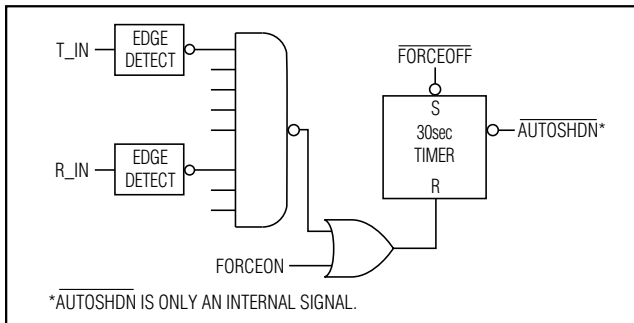 EDGE
DETECT
T_IN
FORCEOFF
S
30sec
TIMER
AUTOSHDN*
R
EDGE
DETECT
R_IN
FORCEON
*AUTOSHDN IS ONLY AN INTERNAL SIGNAL.